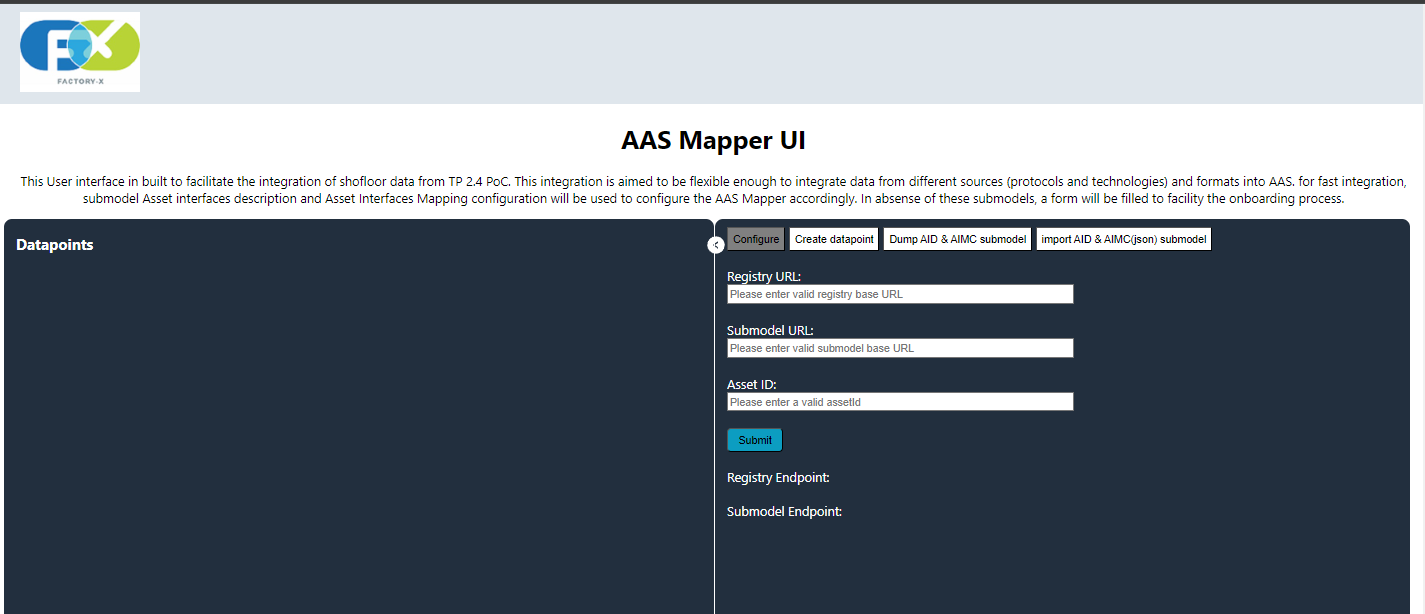 FX
FACTORY-X
AAS Mapper UI
This User interface in built to facilitate the integration of shofloor data from TP 2.4 PoC. This integration is aimed to be flexible enough to integrate data from different sources (protocols and technologies) and formats into AAS. for fast integration,
submodel Asset interfaces description and Asset Interfaces Mapping configuration will be used to configure the AAS Mapper accordingly. In absense of these submodels, a form will be filled to facility the onboarding process.
Datapoints
Configure Create datapoint Dump AID & AIMC submodel import AID & AIMC(json) submodel
Registry URL:
Please enter valid registry base URL
Submodel URL:
Please enter valid submodel base URL
Asset ID:
Please enter a valid assetId
Submit
Registry Endpoint:
Submodel Endpoint: